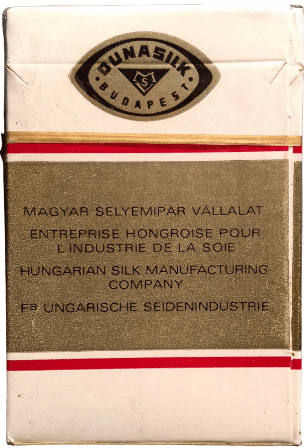 DUNASILK
MSI
BUDAPEST
MAGYAR SELYEMIPAR VÁLLALAT
ENTREPRISE HONGROISE POUR
L'INDUSTRIE DE LA SOIE
HUNGARIAN SILK MANUFACTURING
COMPANY
Fa UNGARISCHE SEIDENINDUSTRIE